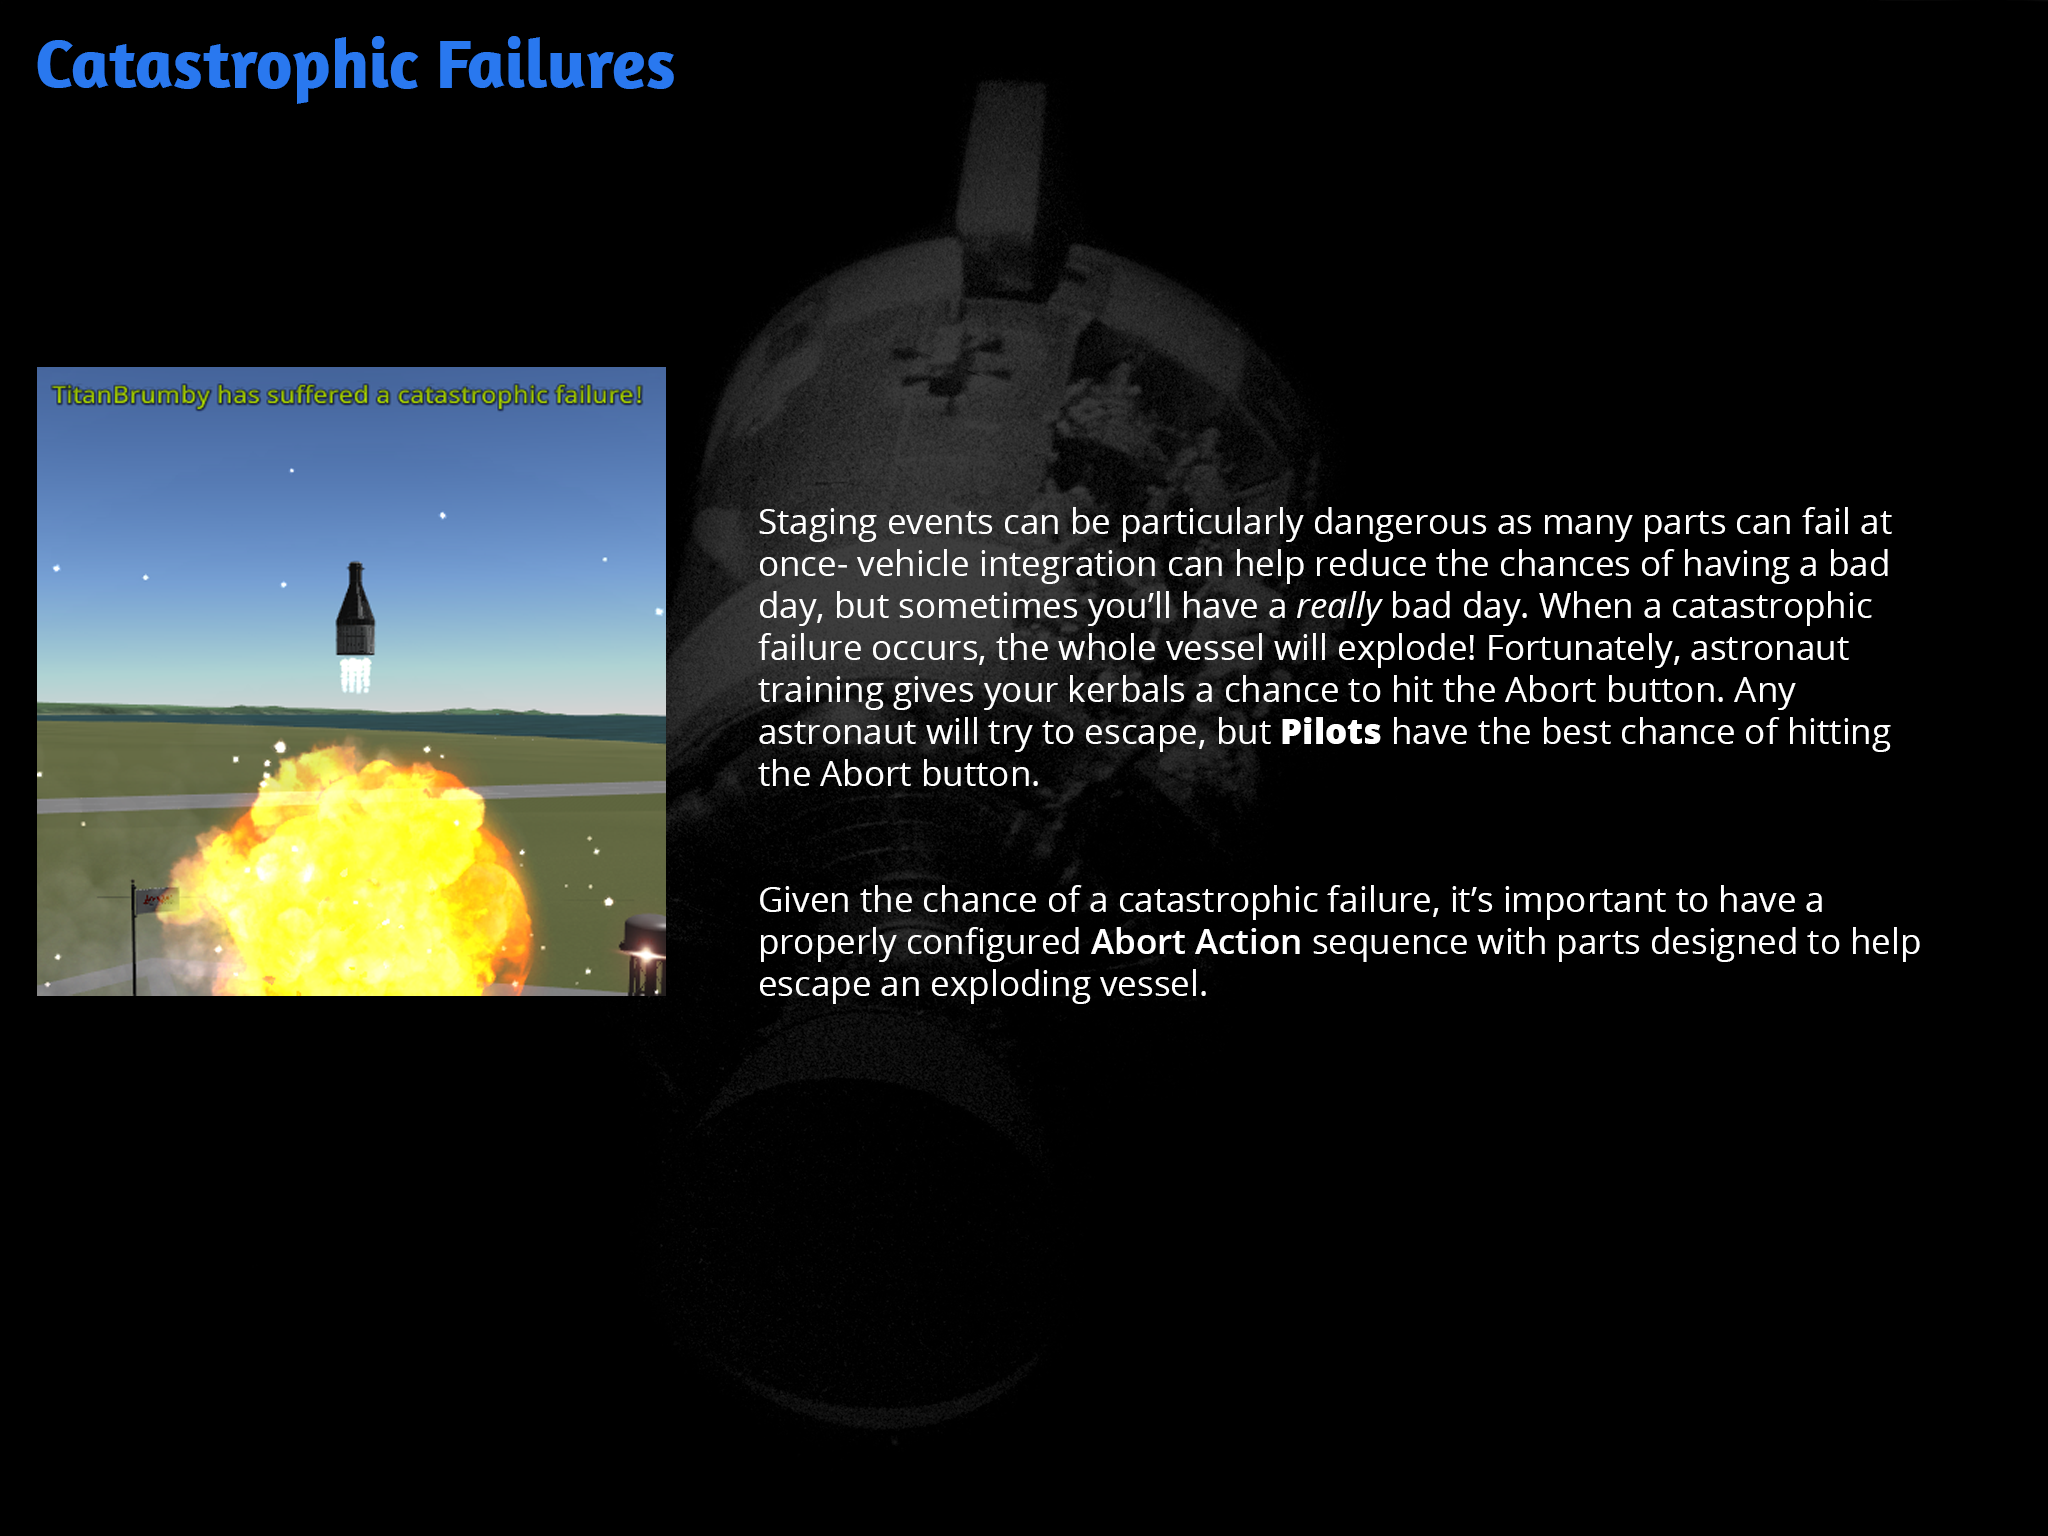 Catastrophic Failures
TitanBrumby has suffered a catastrophic failure!
Staging events can be particularly dangerous as many parts can fail at
once- vehicle integration can help reduce the chances of having a bad
day, but sometimes you’ll have a really bad day. When a catastrophic
failure occurs, the whole vessel will explode! Fortunately, astronaut
training gives your kerbals a chance to hit the Abort button. Any
astronaut will try to escape, but Pilots have the best chance of hitting
the Abort button.
Given the chance of a catastrophic failure, it’s important to have a
properly configured Abort Action sequence with parts designed to help
escape an exploding vessel.